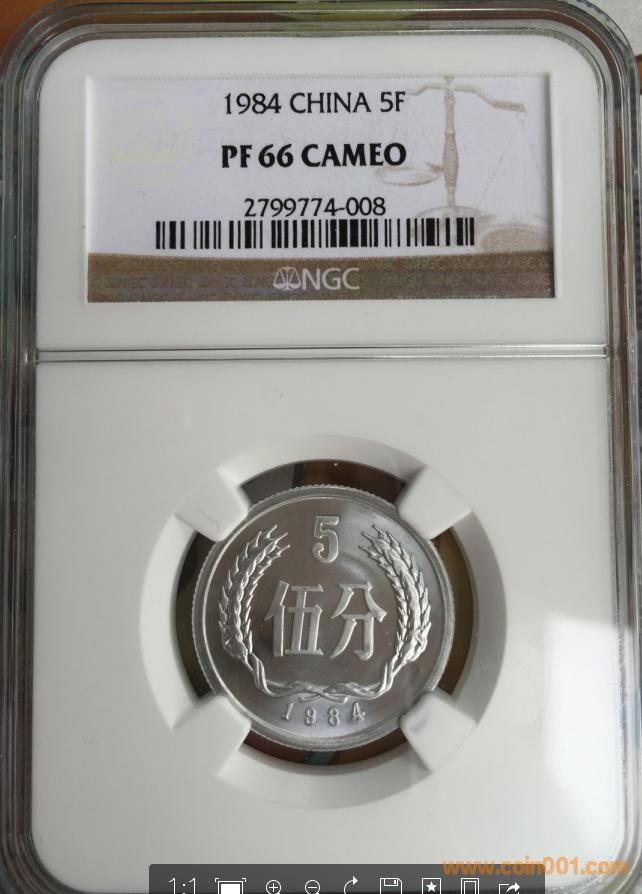 1984 CHINA 5F
PF 66 CAMEO
2799774-008
NGC
5
伍分
1984
www.coin001.com
1:1